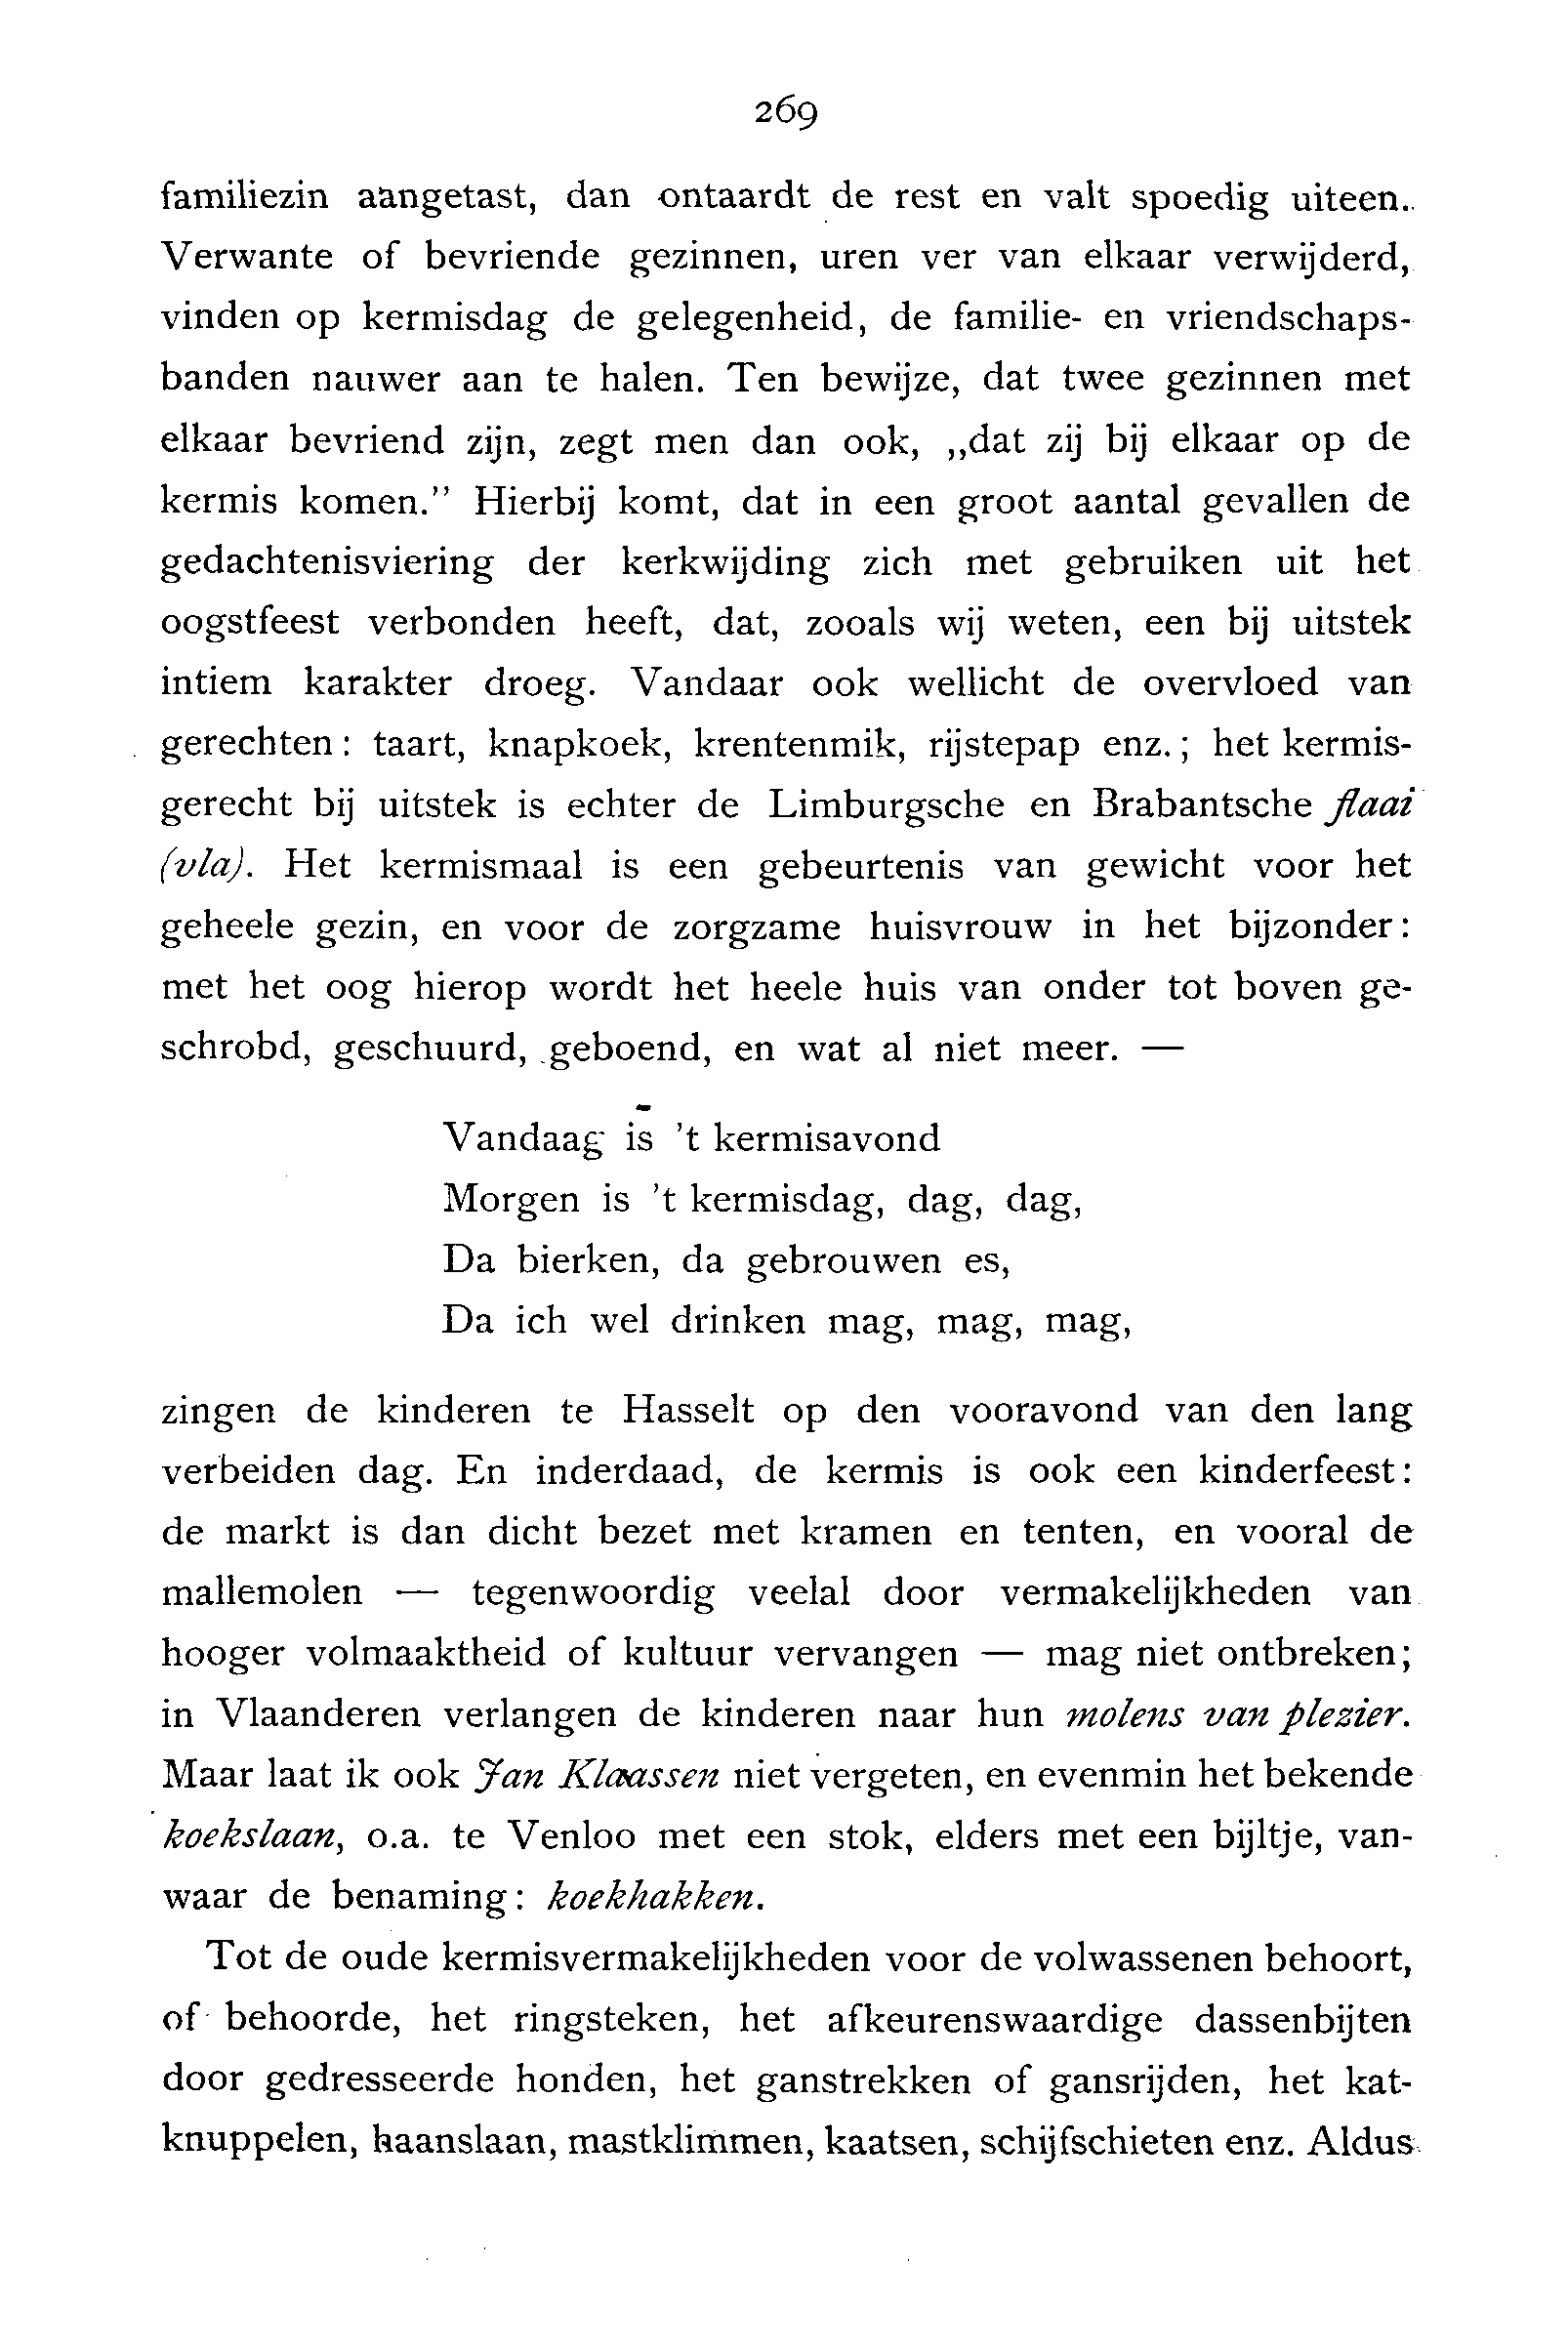 269
familiezin aangetast, dan ontaardt de rest en valt spoedig uiteen.
Verwante of bevriende gezinnen, uren ver van elkaar verwijderd,
vinden op kermisdag de gelegenheid, de familie- en vriendschaps-
banden nauwer aan te halen. Ten bewijze, dat twee gezinnen met
elkaar bevriend zijn, zegt men dan ook, „dat zij bij elkaar op de
kermis komen.” Hierbij komt, dat in een groot aantal gevallen de
gedachtenisviering der kerkwijding zich met gebruiken uit het
oogstfeest verbonden heeft, dat, zooals wij weten, een bij uitstek
intiem karakter droeg. Vandaar ook wellicht de overvloed van
gerechten: taart, knapkoek, krentenmik, rijstepap enz.; het kermis-
gerecht bij uitstek is echter de Limburgsche en Brabantsche flaai
(vla). Het kermismaal is een gebeurtenis van gewicht voor het
geheele gezin, en voor de zorgzame huisvrouw in het bijzonder:
met het oog hierop wordt het heele huis van onder tot boven ge-
schrobd, geschuurd, geboend, en wat al niet meer. —
Vandaag is ’t kermisavond
Morgen is ’t kermisdag, dag, dag,
Da bierken, da gebrouwen es,
Da ich wel drinken mag, mag, mag,
zingen de kinderen te Hasselt op den vooravond van den lang
verbeiden dag. En inderdaad, de kermis is ook een kinderfeest:
de markt is dan dicht bezet met kramen en tenten, en vooral de
mallemolen — tegenwoordig veelal door vermakelijkheden van
hooger volmaaktheid of kultuur vervangen — mag niet ontbreken;
in Vlaanderen verlangen de kinderen naar hun molens van plezier.
Maar laat ik ook Jan Klaassen niet vergeten, en evenmin het bekende
koekslaan, o.a. te Venloo met een stok, elders met een bijltje, van-
waar de benaming: koekhakken.
Tot de oude kermisvermakelijkheden voor de volwassenen behoort,
of behoorde, het ringsteken, het afkeurenswaardige dassenbijten
door gedresseerde honden, het ganstrekken of gansrijden, het kat-
knuppelen, haanslaan, mastklimmen, kaatsen, schijfschieten enz. Aldus